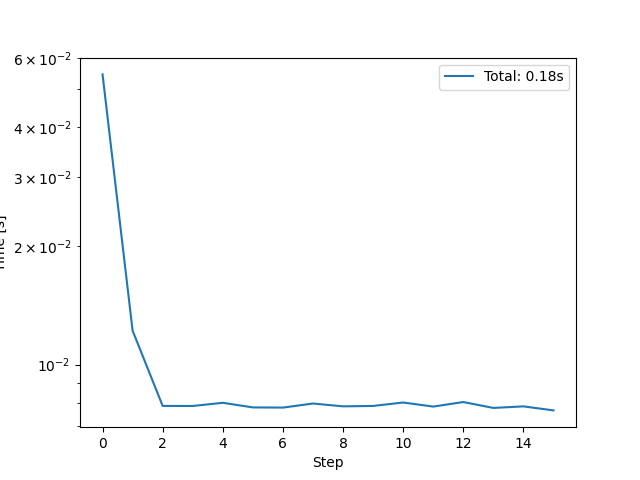 Total: 0.18s
6 × 10⁻²
4 × 10⁻²
3 × 10⁻²
2 × 10⁻²
10⁻²
Time [s]
0 2 4 6 8 10 12 14
Step